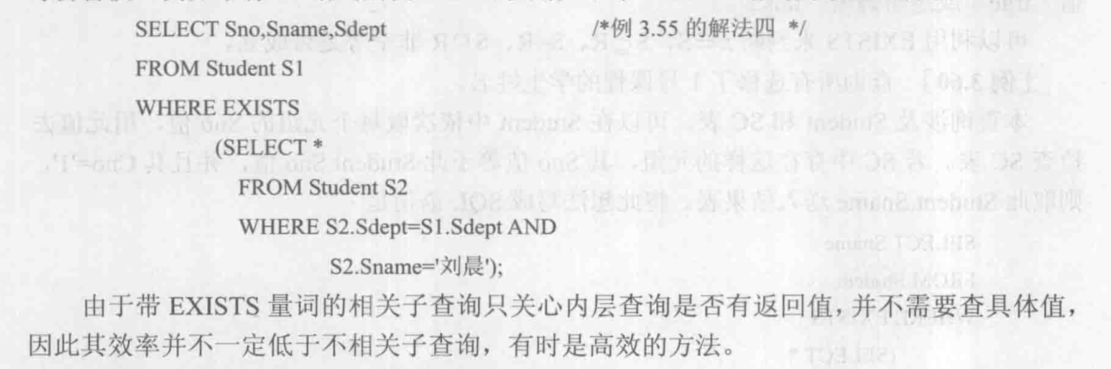 SELECT Sno,Sname,Sdept /*例 3.55 的解法四 */
FROM Student S1
WHERE EXISTS
(SELECT *
FROM Student S2
WHERE S2.Sdept=S1.Sdept AND
S2.Sname='刘晨');
由于带 EXISTS 量词的相关子查询只关心内层查询是否有返回值，并不需要查具体值，
因此其效率并不一定低于不相关子查询，有时是高效的方法。